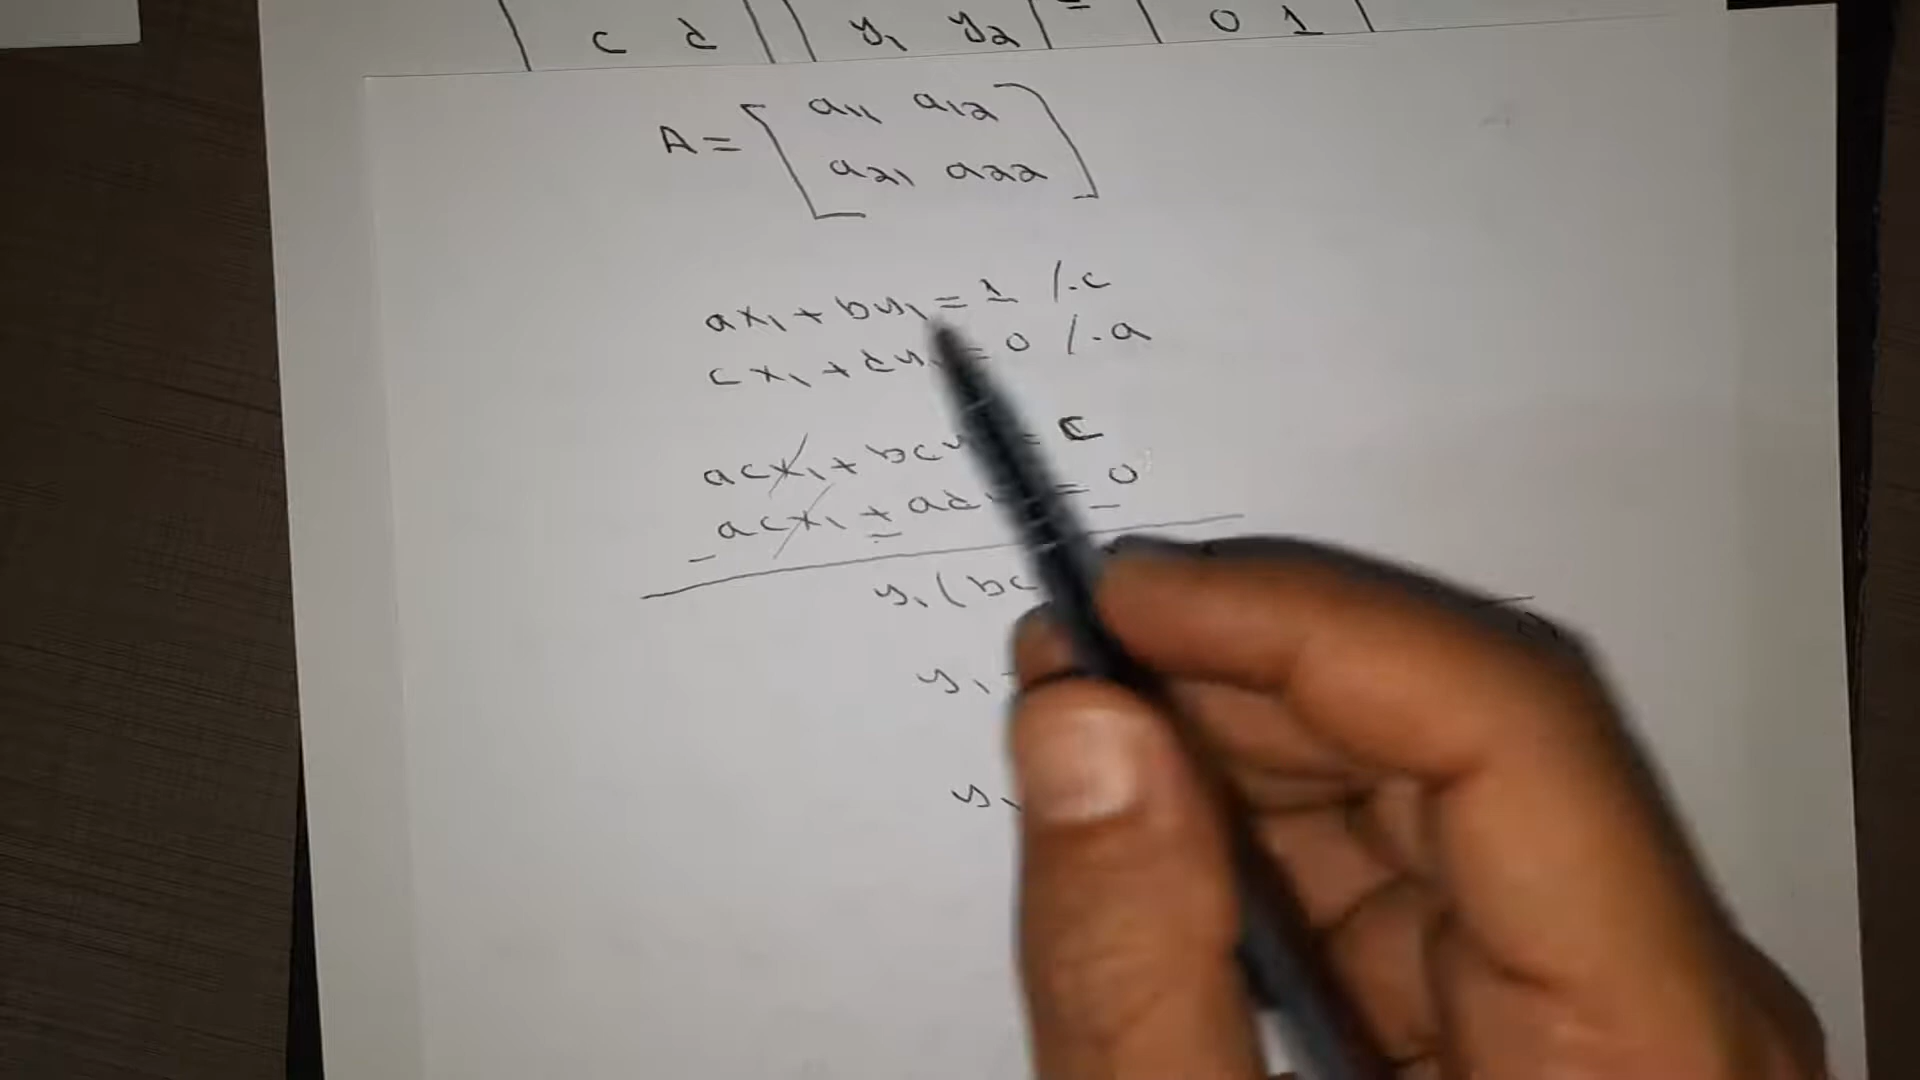 c d y₁ y₂ = 0 1
A = a₁₁ a₁₂
a₂₁ a₂₂
ax₁ + by₁ = 1 /.c
cx₁ + dy₁ = 0 /.a
acx₁ + bcy = c
acx₁ + ad = 0
y₁(bc
y₁
y₁